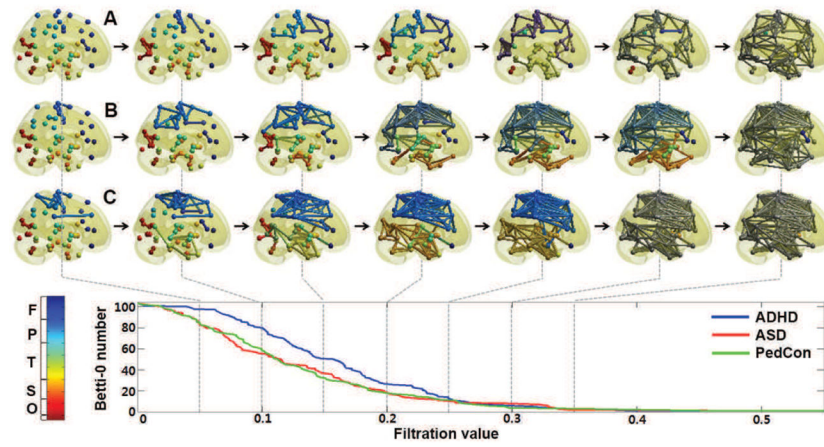 A
B
C
F
P
T
S
O
Betti-0 number
100
80
60
40
20
0
ADHD
ASD
PedCon
0 0.1 0.2 0.3 0.4 0.5
Filtration value